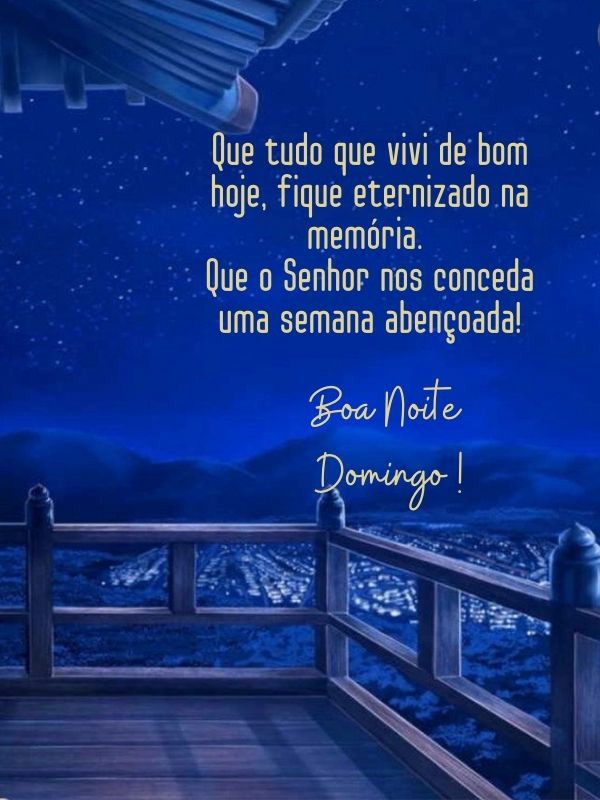 Que tudo que vivi de bom
hoje, fique eternizado na
memória.
Que o Senhor nos conceda
uma semana abençoada!
Boa Noite
Domingo !